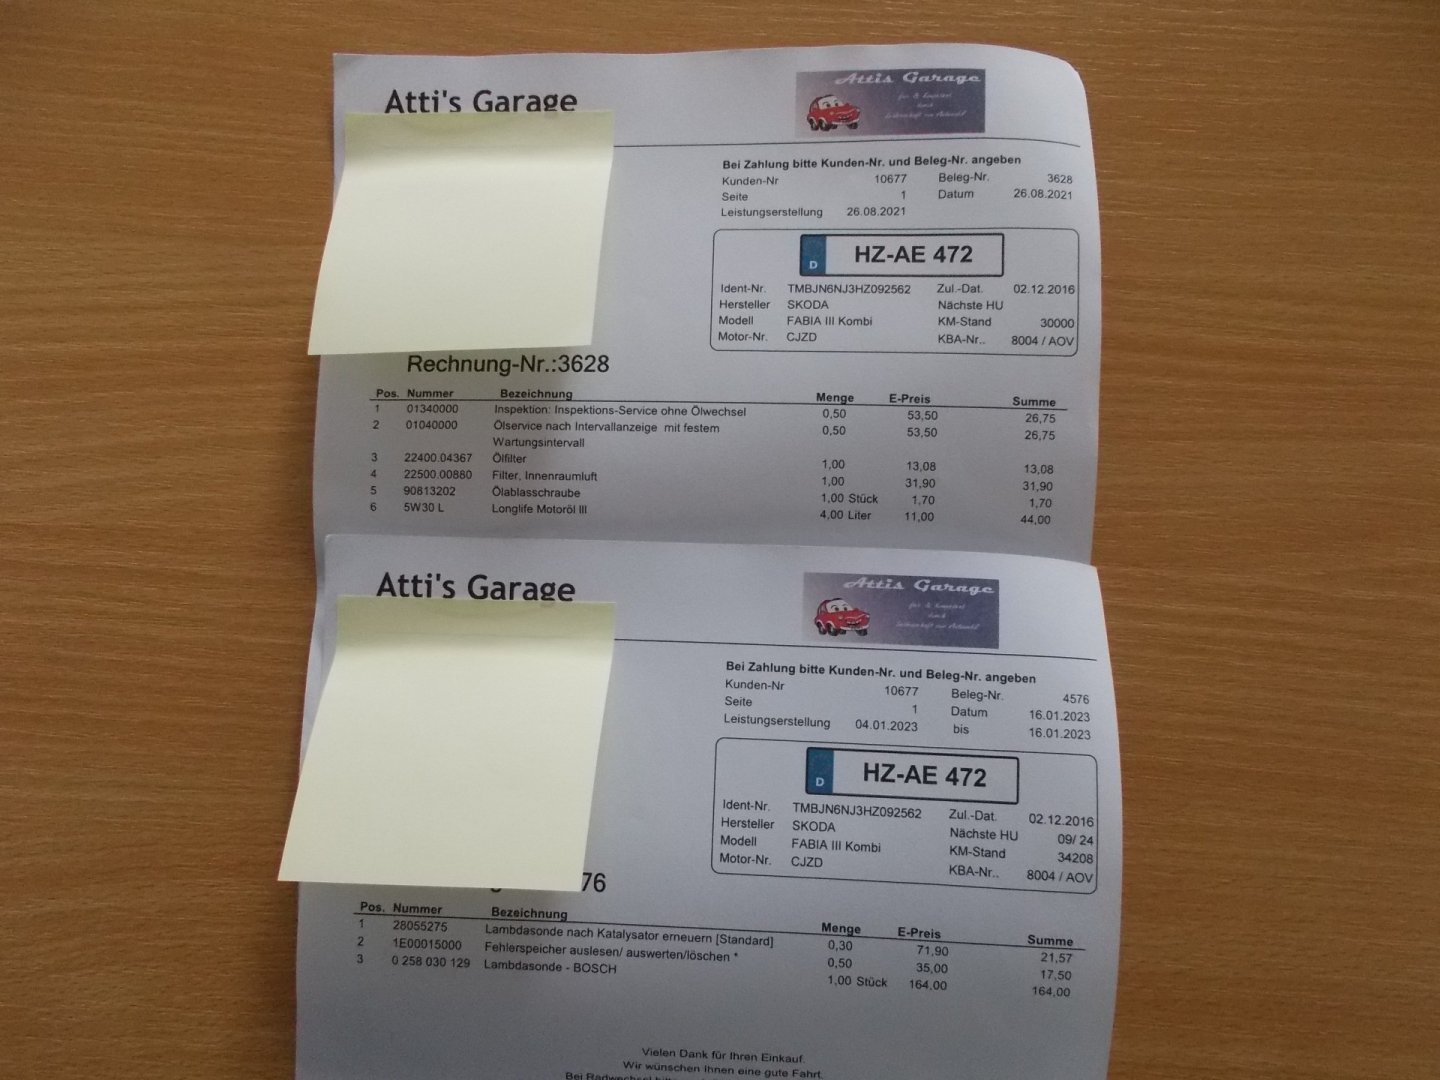 Atti's Garage
Attis Garage
Bei Zahlung bitte Kunden-Nr. und Beleg-Nr. angeben
Kunden-Nr 10677 Beleg-Nr. 3628
Seite 1 Datum 26.08.2021
Leistungserstellung 26.08.2021
D HZ-AE 472
Ident-Nr. TMBJN6NJ3HZ092562 Zul.-Dat. 02.12.2016
Hersteller SKODA Nächste HU
Modell FABIA III Kombi KM-Stand 30000
Motor-Nr. CJZD KBA-Nr.. 8004 / AOV
Rechnung-Nr.:3628
Pos. Nummer Bezeichnung Menge E-Preis Summe
1 01340000 Inspektion: Inspektions-Service ohne Ölwechsel 0,50 53,50 26,75
2 01040000 Ölservice nach Intervallanzeige mit festem 0,50 53,50 26,75
Wartungsintervall
3 22400.04367 Ölfilter 1,00 13,08 13,08
4 22500.00880 Filter, Innenraumluft 1,00 31,90 31,90
5 90813202 Ölablasschraube 1,00 Stück 1,70 1,70
6 5W30 L Longlife Motoröl III 4,00 Liter 11,00 44,00
Atti's Garage
Attis Garage
Bei Zahlung bitte Kunden-Nr. und Beleg-Nr. angeben
Kunden-Nr 10677 Beleg-Nr. 4576
Seite 1 Datum 16.01.2023
Leistungserstellung 04.01.2023 bis 16.01.2023
D HZ-AE 472
Ident-Nr. TMBJN6NJ3HZ092562 Zul.-Dat. 02.12.2016
Hersteller SKODA Nächste HU 09/ 24
Modell FABIA III Kombi KM-Stand 34208
Motor-Nr. CJZD KBA-Nr.. 8004 / AOV
76
Pos. Nummer Bezeichnung Menge E-Preis Summe
1 28055275 Lambdasonde nach Katalysator erneuern [Standard] 0,30 71,90 21,57
2 1E00015000 Fehlerspeicher auslesen/ auswerten/löschen * 0,50 35,00 17,50
3 0 258 030 129 Lambdasonde - BOSCH 1,00 Stück 164,00 164,00
Vielen Dank für Ihren Einkauf.
Wir wünschen Ihnen eine gute Fahrt.
Bei Radwechsel